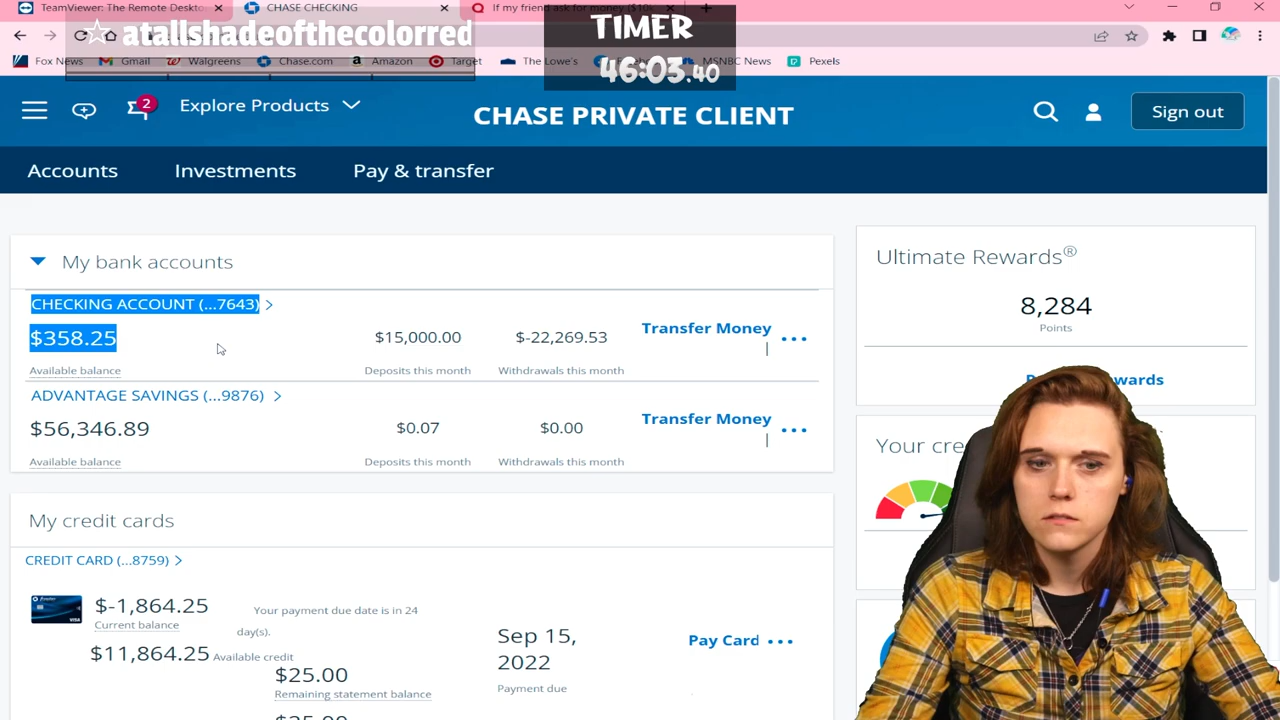 TeamViewer: The Remote Deskto
CHASE CHECKING
If my friend ask for money ($10
☆ atallshadeofthecolorred
TIMER
46:03.40
Fox News
Gmail
Walgreens
Chase.com
Amazon
Target
The Lowe's
MSNBC News
Pexels
2
Explore Products
CHASE PRIVATE CLIENT
Sign out
Accounts
Investments
Pay & transfer
My bank accounts
CHECKING ACCOUNT (...7643)
$358.25
$15,000.00
$-22,269.53
Transfer Money
Available balance
Deposits this month
Withdrawals this month
ADVANTAGE SAVINGS (...9876)
$56,346.89
$0.07
$0.00
Transfer Money
Available balance
Deposits this month
Withdrawals this month
Ultimate Rewards®
8,284
Points
wards
Your cre
My credit cards
CREDIT CARD (...8759)
VISA
$-1,864.25
Current balance
$11,864.25 Available credit
Your payment due date is in 24
day(s).
$25.00
Remaining statement balance
Sep 15,
2022
Payment due
Pay Card